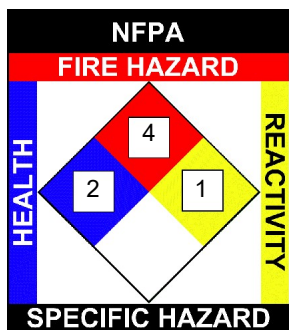 NFPA
FIRE HAZARD
4
HEALTH
2
1
REACTIVITY
SPECIFIC HAZARD